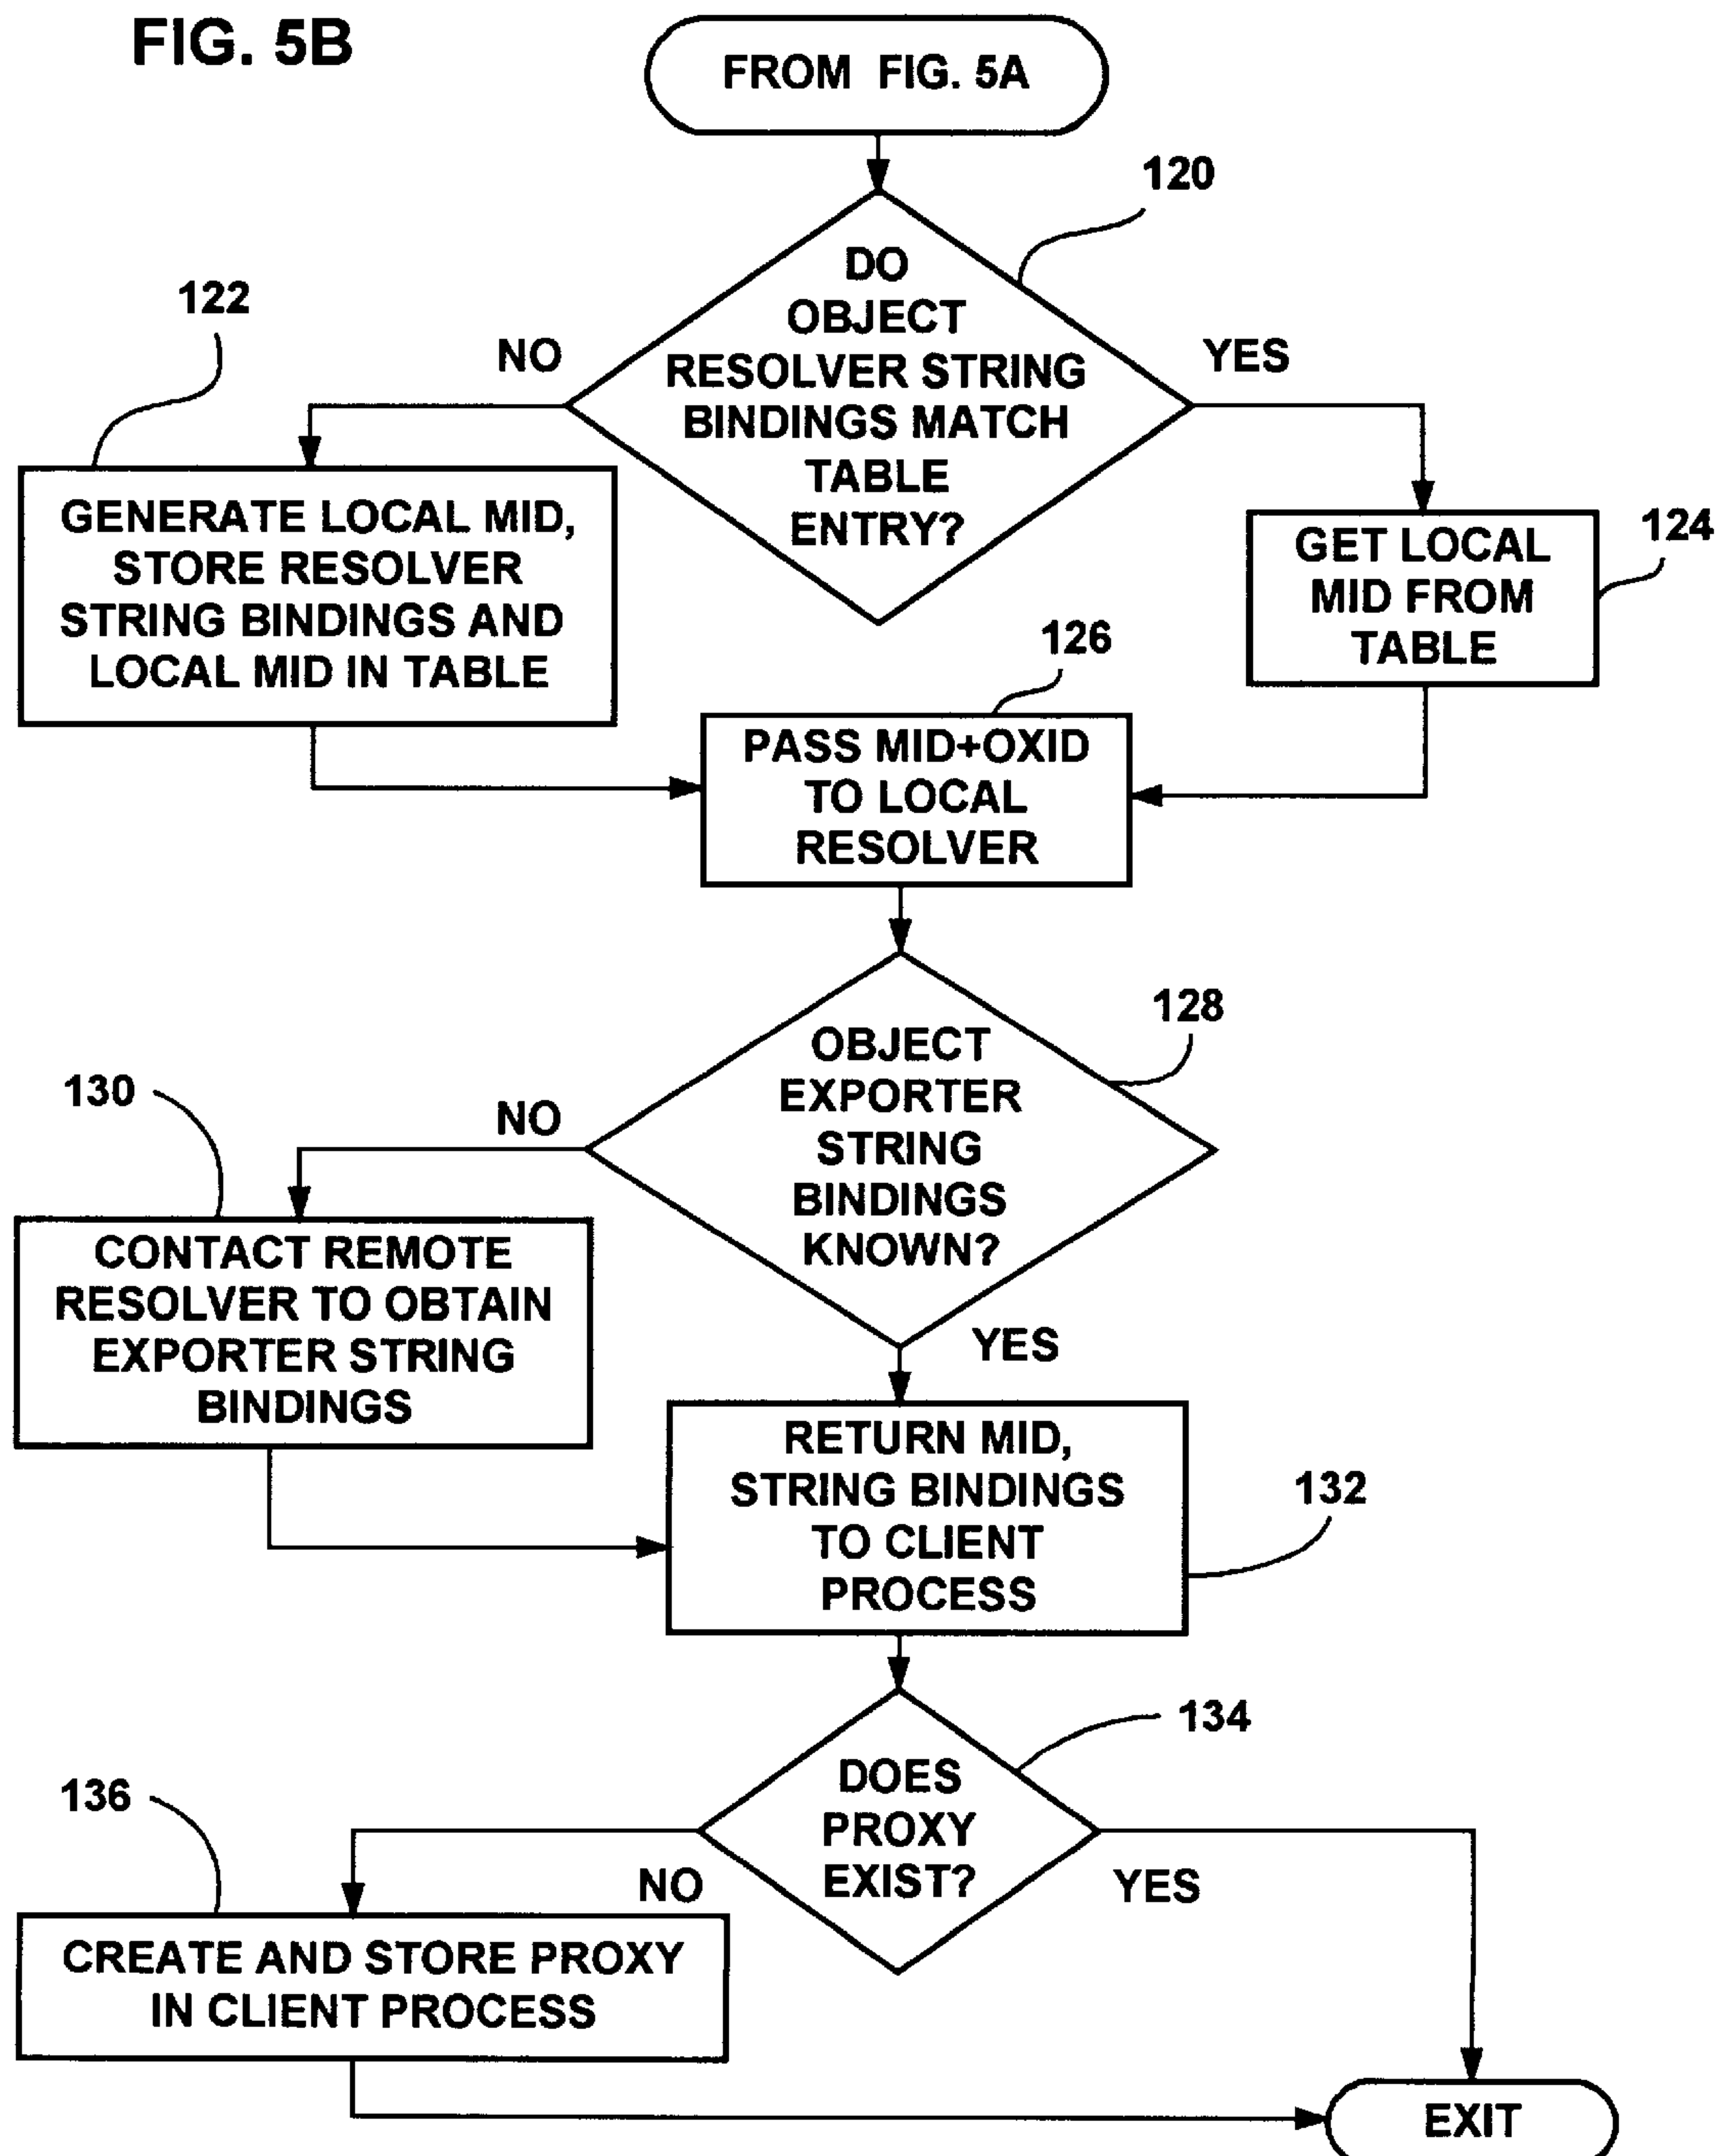 FIG. 5B
FROM FIG. 5A
120
DO
OBJECT
RESOLVER STRING
BINDINGS MATCH
TABLE
ENTRY?
NO
YES
122
GENERATE LOCAL MID,
STORE RESOLVER
STRING BINDINGS AND
LOCAL MID IN TABLE
124
GET LOCAL
MID FROM
TABLE
126
PASS MID+OXID
TO LOCAL
RESOLVER
128
OBJECT
EXPORTER
STRING
BINDINGS
KNOWN?
NO
YES
130
CONTACT REMOTE
RESOLVER TO OBTAIN
EXPORTER STRING
BINDINGS
RETURN MID,
STRING BINDINGS
TO CLIENT
PROCESS
132
134
DOES
PROXY
EXIST?
NO
YES
136
CREATE AND STORE PROXY
IN CLIENT PROCESS
EXIT